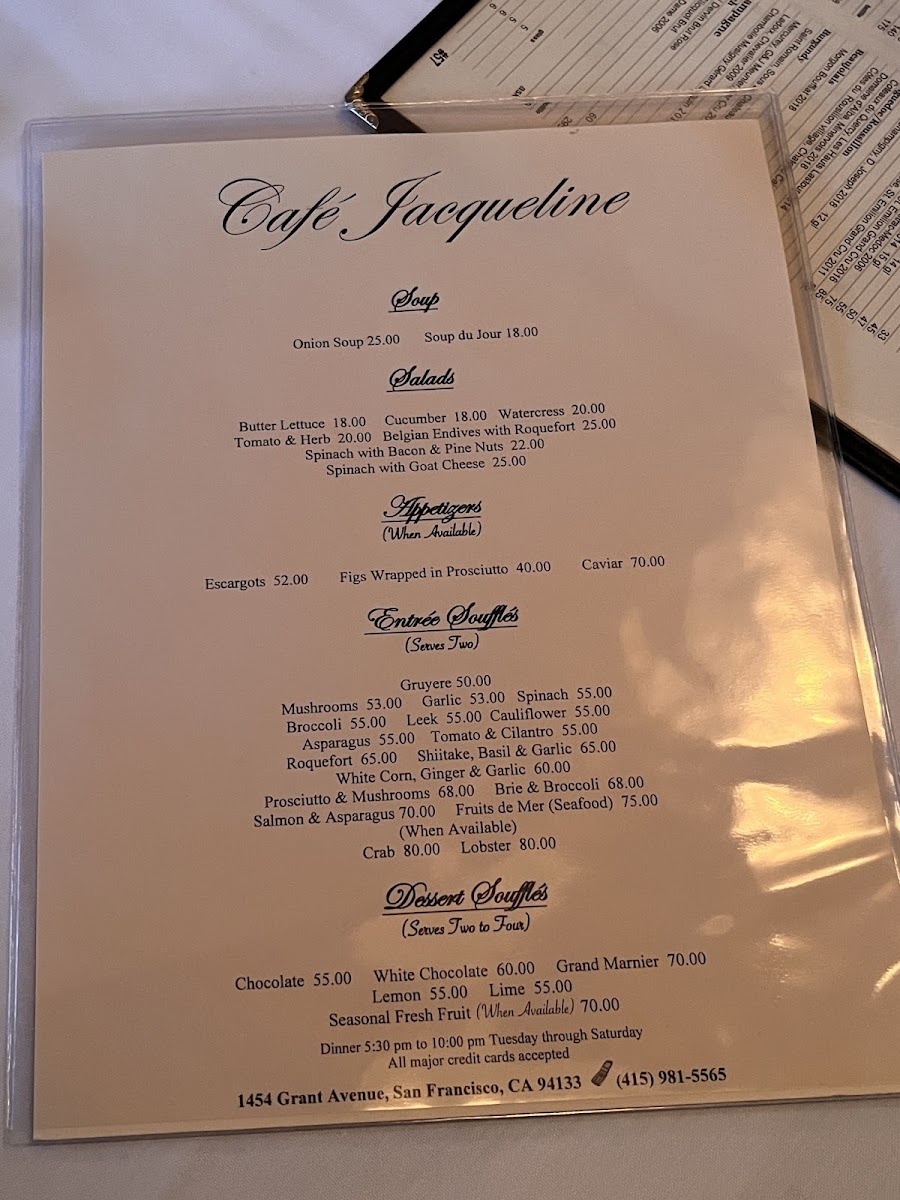 Café Jacqueline
Soup
Onion Soup 25.00 Soup du Jour 18.00
Salads
Butter Lettuce 18.00 Cucumber 18.00 Watercress 20.00
Tomato & Herb 20.00 Belgian Endives with Roquefort 25.00
Spinach with Bacon & Pine Nuts 22.00
Spinach with Goat Cheese 25.00
Appetizers
(When Available)
Escargots 52.00 Figs Wrapped in Prosciutto 40.00 Caviar 70.00
Entrée Soufflés
(Serves Two)
Gruyere 50.00
Mushrooms 53.00 Garlic 53.00 Spinach 55.00
Broccoli 55.00 Leek 55.00 Cauliflower 55.00
Asparagus 55.00 Tomato & Cilantro 55.00
Roquefort 65.00 Shiitake, Basil & Garlic 65.00
White Corn, Ginger & Garlic 60.00
Prosciutto & Mushrooms 68.00 Brie & Broccoli 68.00
Salmon & Asparagus 70.00 Fruits de Mer (Seafood) 75.00
(When Available)
Crab 80.00 Lobster 80.00
Dessert Soufflés
(Serves Two to Four)
Chocolate 55.00 White Chocolate 60.00 Grand Marnier 70.00
Lemon 55.00 Lime 55.00
Seasonal Fresh Fruit (When Available) 70.00
Dinner 5:30 pm to 10:00 pm Tuesday through Saturday
All major credit cards accepted
1454 Grant Avenue, San Francisco, CA 94133 (415) 981-5565
#57
Burgundy
Beaujolais
Morgon Bouffat 2018